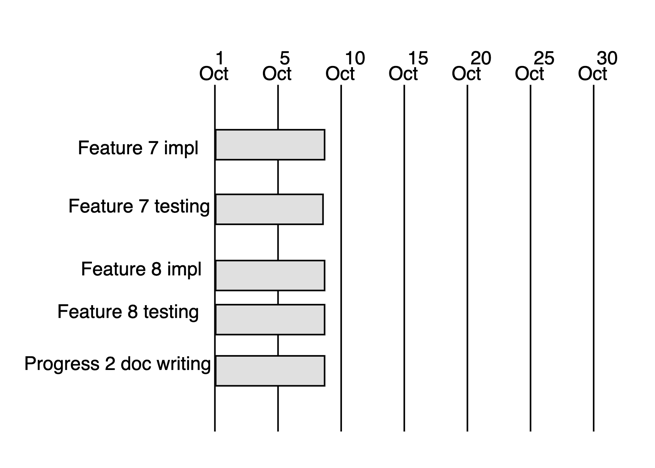 1 5 10 15 20 25 30
Oct Oct Oct Oct Oct Oct Oct
Feature 7 impl
Feature 7 testing
Feature 8 impl
Feature 8 testing
Progress 2 doc writing